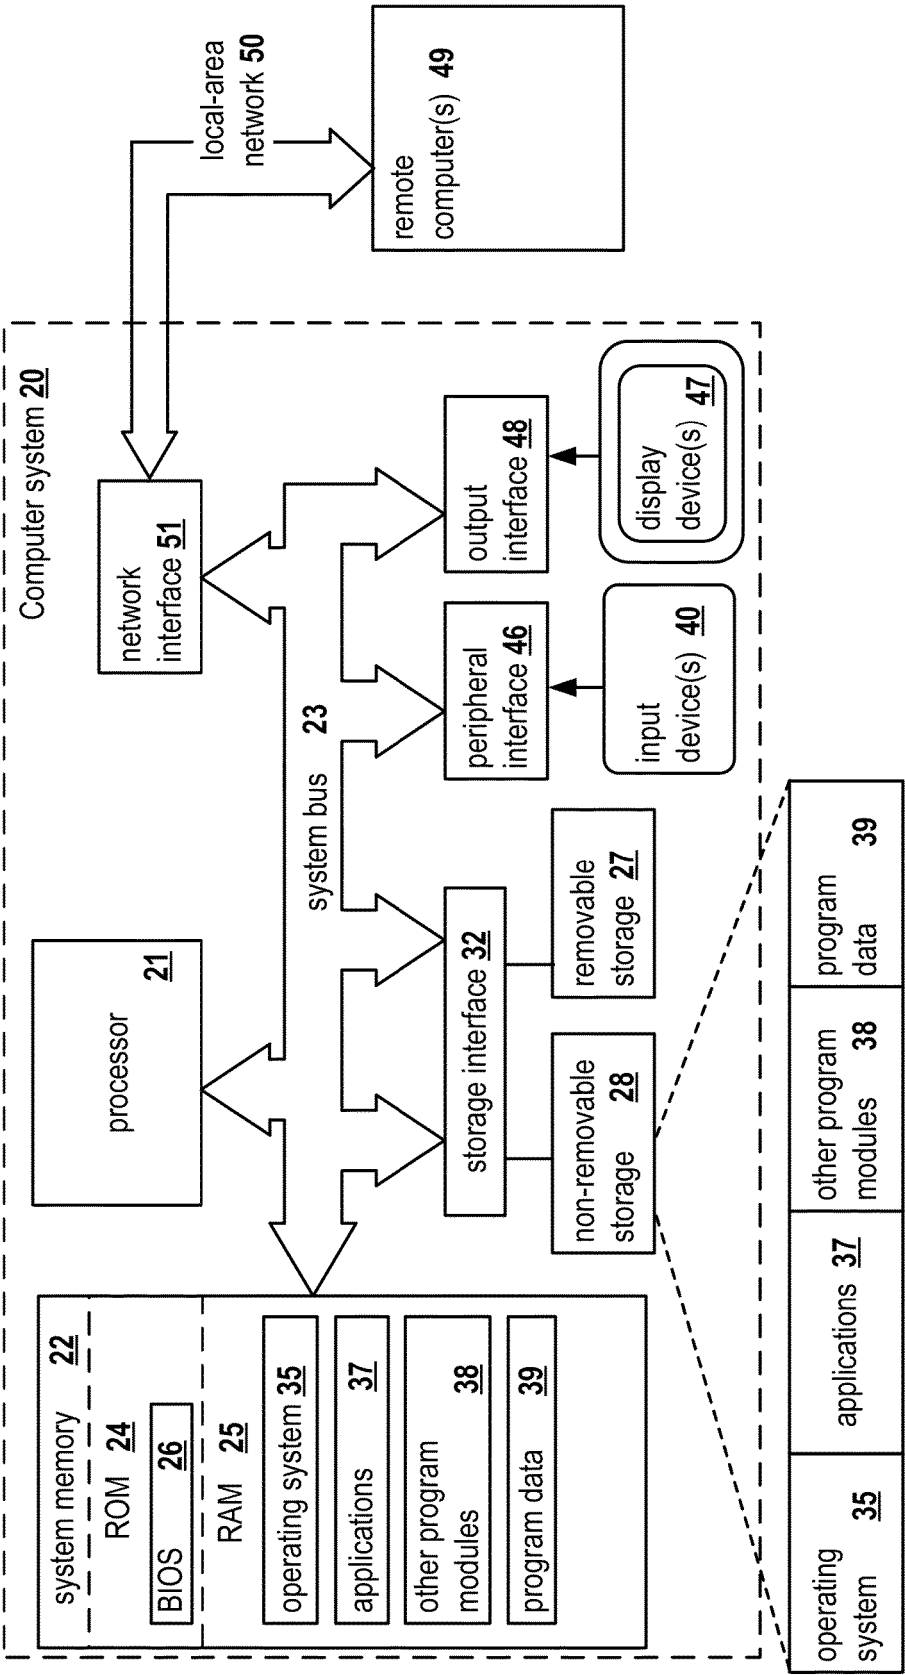 Computer system 20
system memory 22
ROM 24
BIOS 26
RAM 25
operating system 35
applications 37
other program
modules 38
program data 39
processor 21
network
interface 51
local-area
network 50
system bus 23
storage interface 32
peripheral
interface 46
output
interface 48
remote
computer(s) 49
non-removable
storage 28
removable
storage 27
input
device(s) 40
display
device(s) 47
operating
system 35
applications 37
other program
modules 38
program
data 39